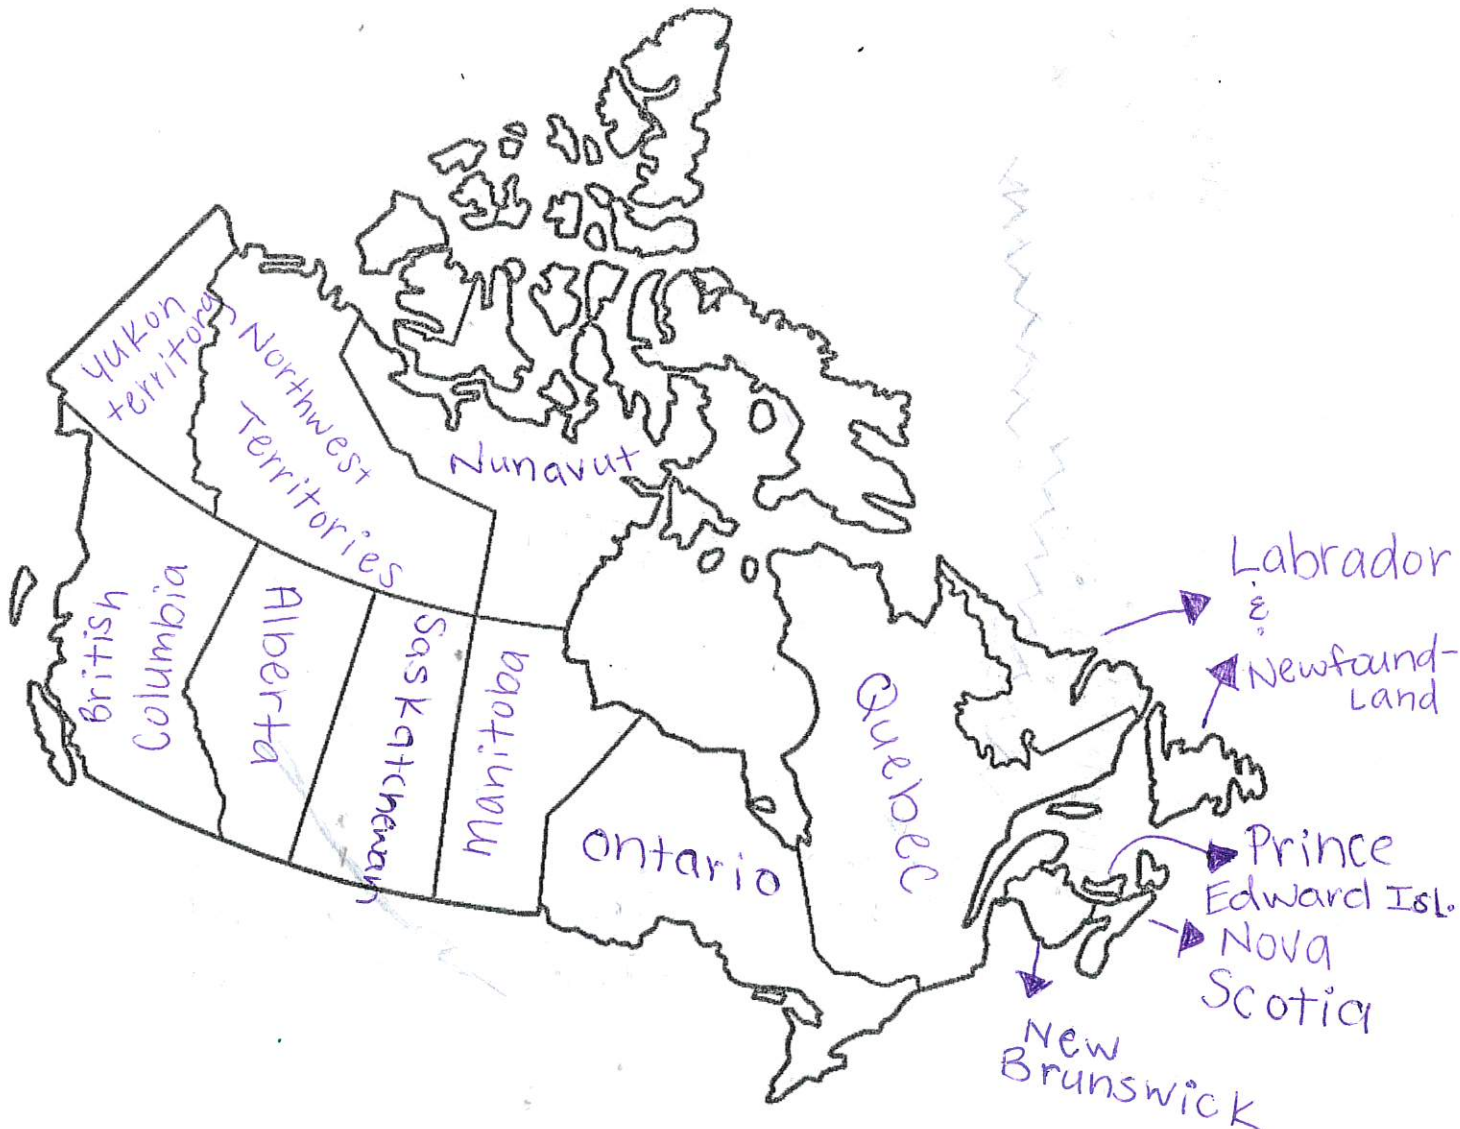 Yukon
territory
Northwest
Territories
Nunavut
British
Columbia
Alberta
Saskatchewan
Manitoba
Ontario
Quebec
Labrador
&
Newfound-
Land
Prince
Edward Isl.
Nova
Scotia
New
Brunswick